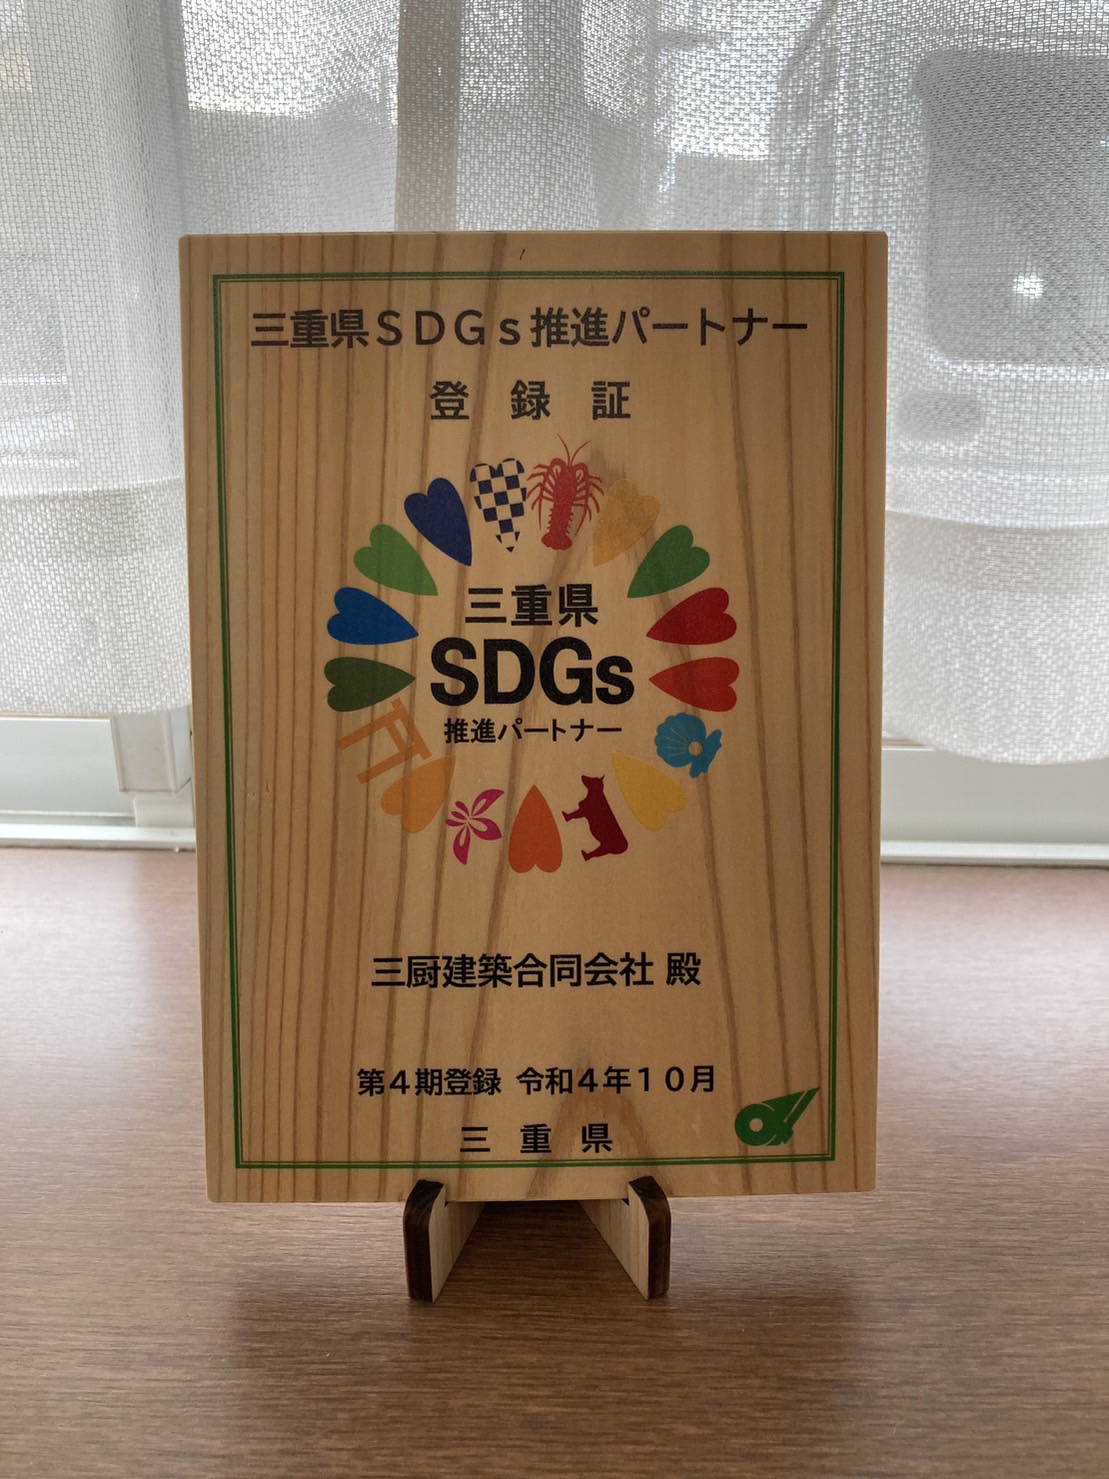 三重県ＳＤＧｓ推進パートナー
登録証
三重県
SDGs
推進パートナー
三厨建築合同会社 殿
第４期登録 令和４年１０月
三重県